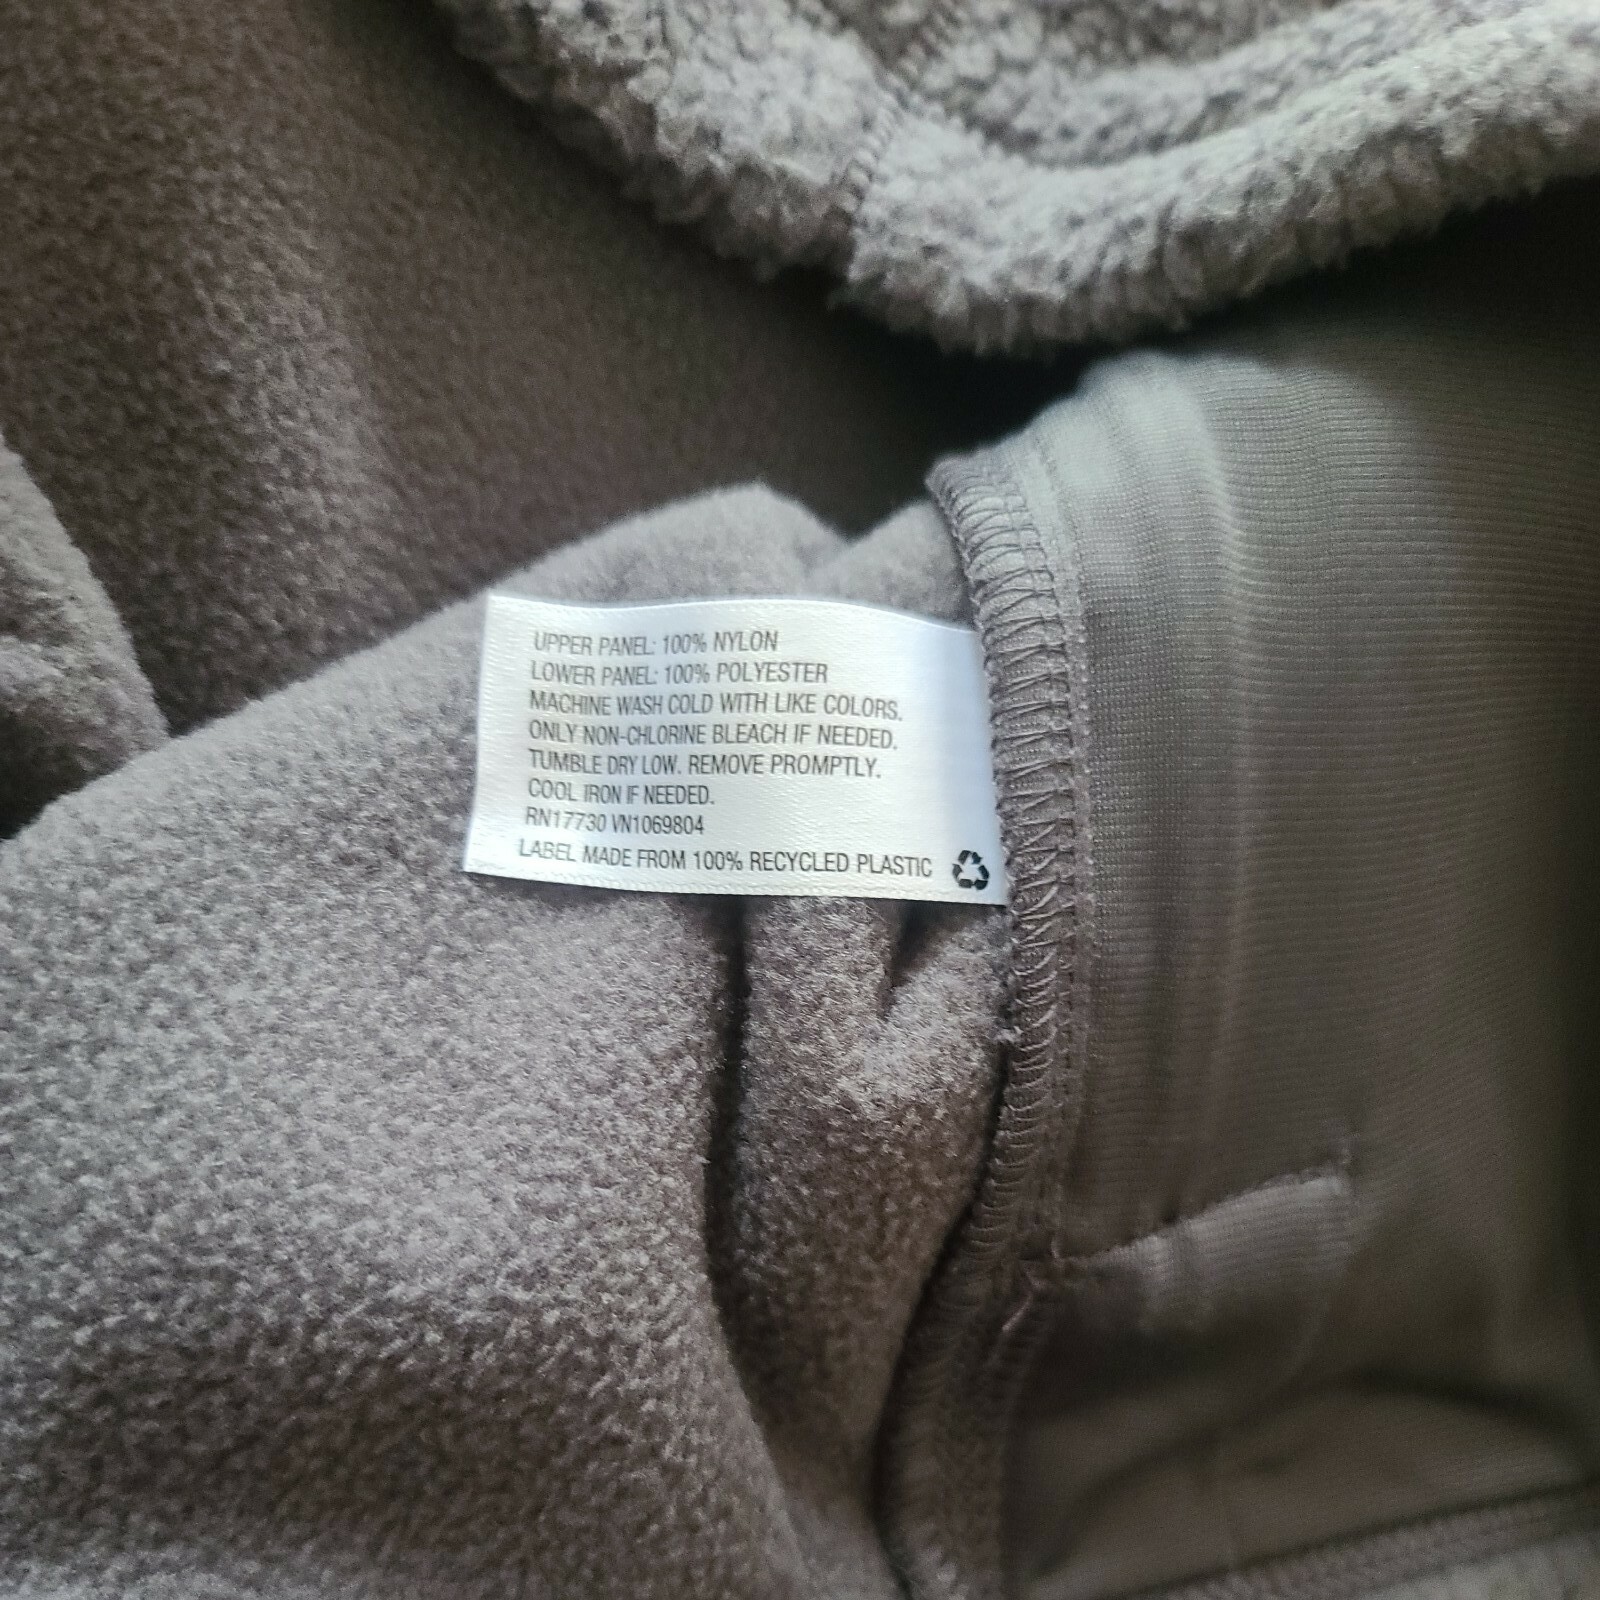 UPPER PANEL: 100% NYLON
LOWER PANEL: 100% POLYESTER
MACHINE WASH COLD WITH LIKE COLORS.
ONLY NON-CHLORINE BLEACH IF NEEDED.
TUMBLE DRY LOW. REMOVE PROMPTLY.
COOL IRON IF NEEDED.
RN17730 VN1069804
LABEL MADE FROM 100% RECYCLED PLASTIC